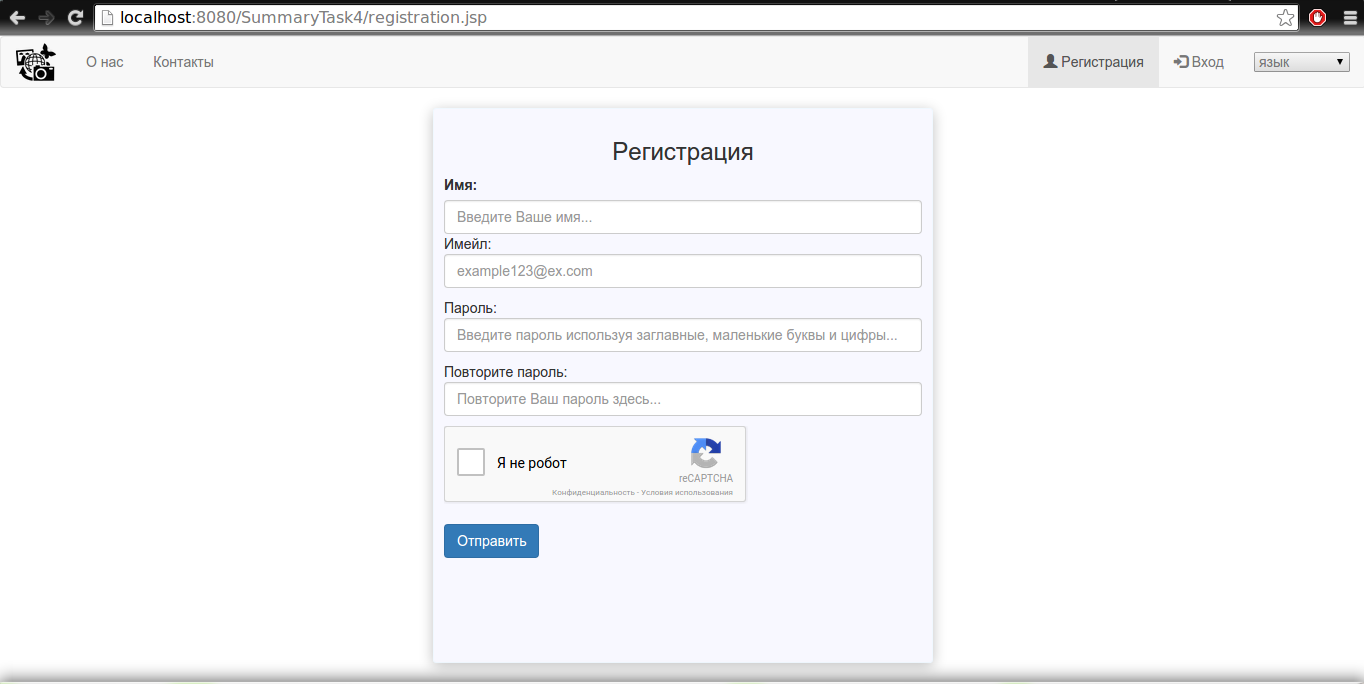 localhost:8080/SummaryTask4/registration.jsp
О нас Контакты Регистрация Вход язык
Регистрация
Имя:
Введите Ваше имя...
Имейл:
example123@ex.com
Пароль:
Введите пароль используя заглавные, маленькие буквы и цифры...
Повторите пароль:
Повторите Ваш пароль здесь...
Я не робот
reCAPTCHA
Конфиденциальность - Условия использования
Отправить